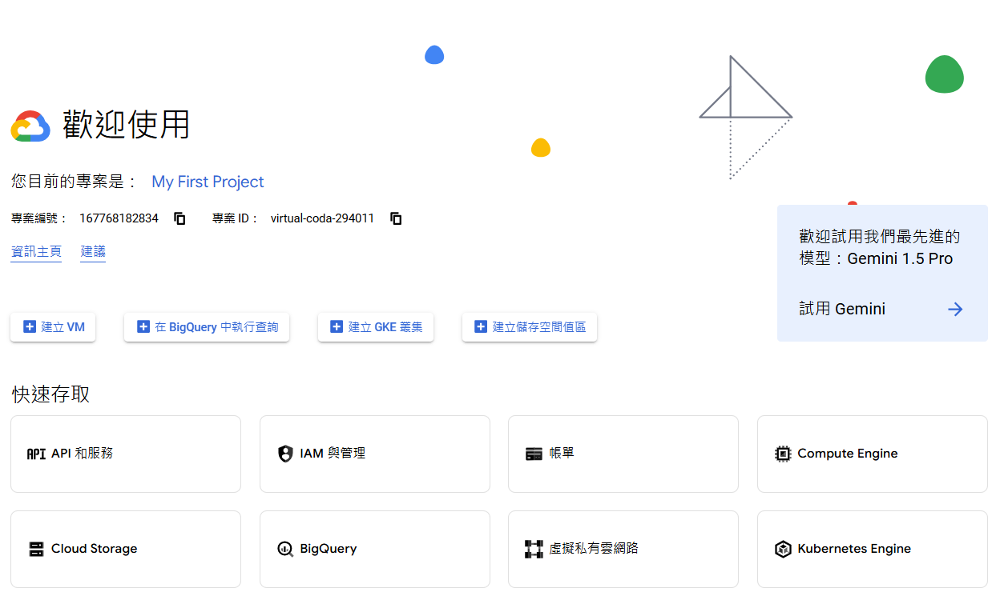 歡迎使用
您目前的專案是： My First Project
專案編號： 167768182834 專案 ID： virtual-coda-294011
資訊主頁 建議
歡迎試用我們最先進的
模型：Gemini 1.5 Pro
試用 Gemini
建立 VM 在 BigQuery 中執行查詢 建立 GKE 叢集 建立儲存空間值區
快速存取
API API 和服務 IAM 與管理 帳單 Compute Engine
Cloud Storage BigQuery 虛擬私有雲網路 Kubernetes Engine